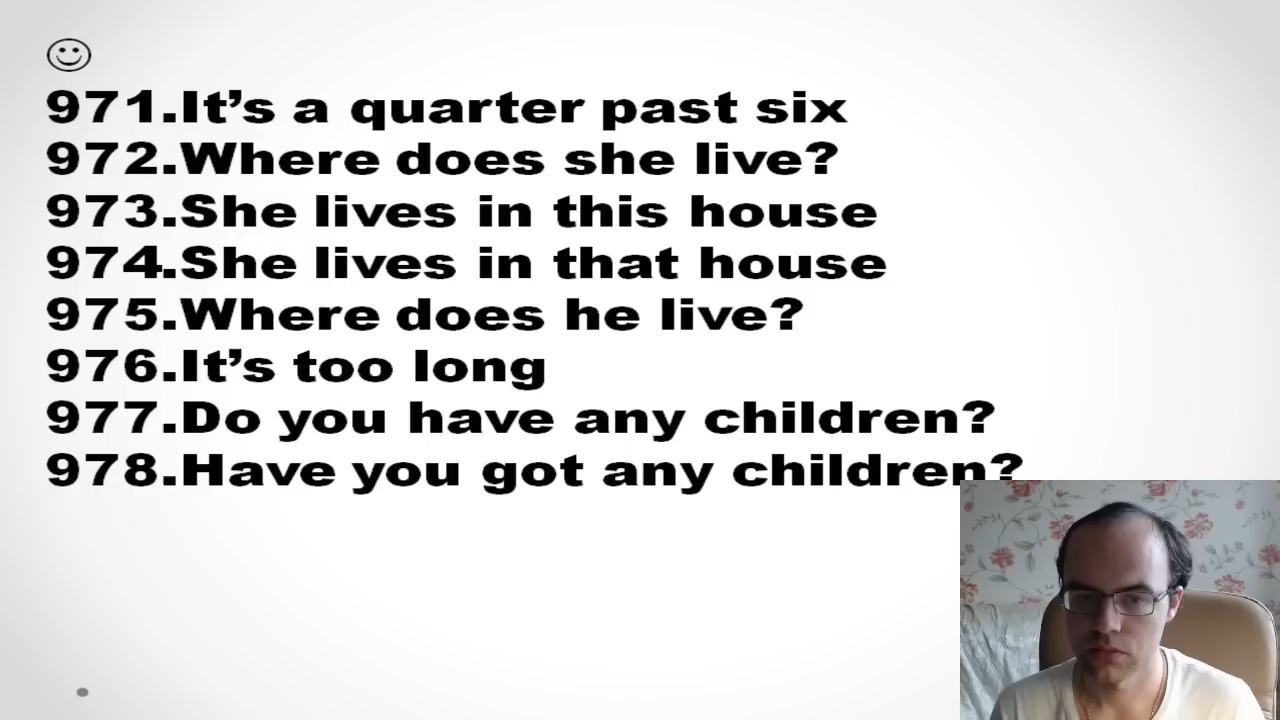 971.It’s a quarter past six
972.Where does she live?
973.She lives in this house
974.She lives in that house
975.Where does he live?
976.It’s too long
977.Do you have any children?
978.Have you got any children?